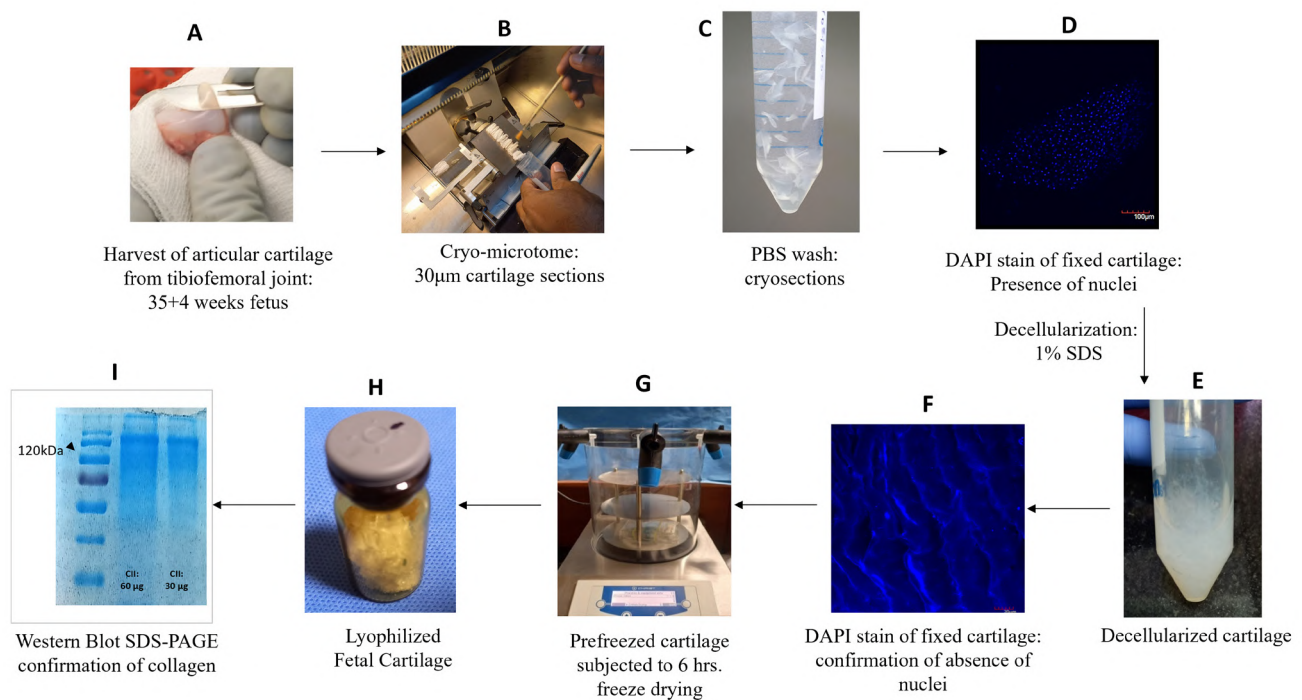 A
B
C
D
100µm
Harvest of articular cartilage
from tibiofemoral joint:
35+4 weeks fetus
Cryo-microtome:
30µm cartilage sections
PBS wash:
cryosections
DAPI stain of fixed cartilage:
Presence of nuclei
Decellularization:
1% SDS
I
H
G
F
E
120kDa
CII:
60 µg
CII:
30 µg
Western Blot SDS-PAGE
confirmation of collagen
Lyophilized
Fetal Cartilage
Prefreezed cartilage
subjected to 6 hrs.
freeze drying
DAPI stain of fixed cartilage:
confirmation of absence of
nuclei
Decellularized cartilage